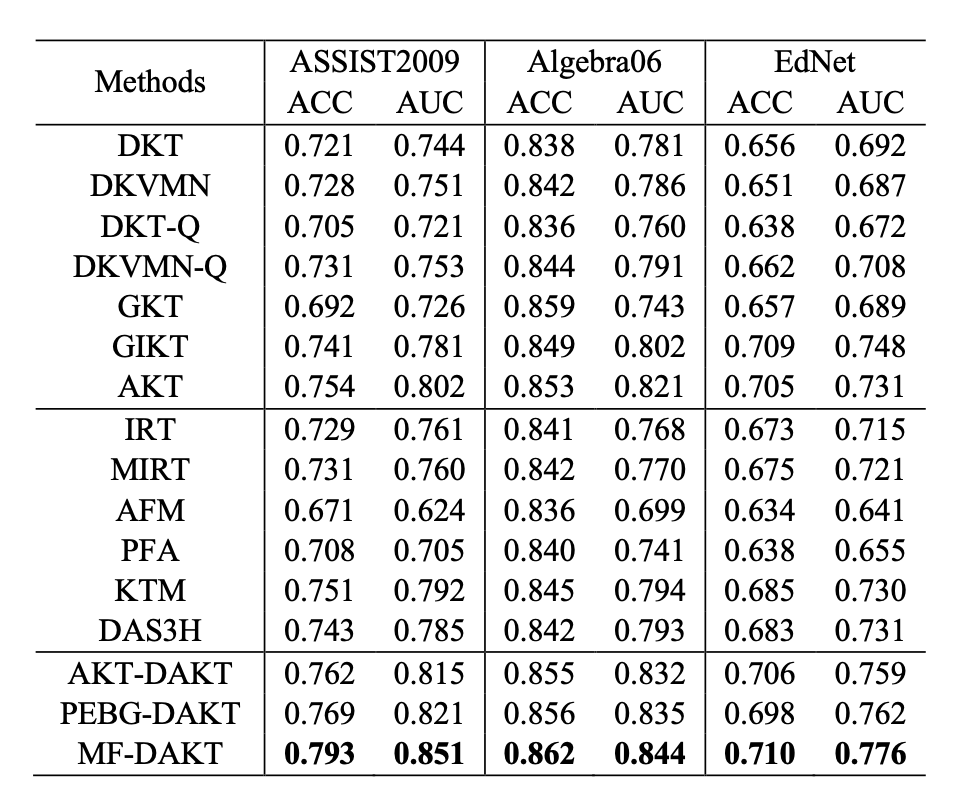 Methods ASSIST2009 Algebra06 EdNet
ACC AUC ACC AUC ACC AUC
DKT 0.721 0.744 0.838 0.781 0.656 0.692
DKVMN 0.728 0.751 0.842 0.786 0.651 0.687
DKT-Q 0.705 0.721 0.836 0.760 0.638 0.672
DKVMN-Q 0.731 0.753 0.844 0.791 0.662 0.708
GKT 0.692 0.726 0.859 0.743 0.657 0.689
GIKT 0.741 0.781 0.849 0.802 0.709 0.748
AKT 0.754 0.802 0.853 0.821 0.705 0.731
IRT 0.729 0.761 0.841 0.768 0.673 0.715
MIRT 0.731 0.760 0.842 0.770 0.675 0.721
AFM 0.671 0.624 0.836 0.699 0.634 0.641
PFA 0.708 0.705 0.840 0.741 0.638 0.655
KTM 0.751 0.792 0.845 0.794 0.685 0.730
DAS3H 0.743 0.785 0.842 0.793 0.683 0.731
AKT-DAKT 0.762 0.815 0.855 0.832 0.706 0.759
PEBG-DAKT 0.769 0.821 0.856 0.835 0.698 0.762
MF-DAKT 0.793 0.851 0.862 0.844 0.710 0.776